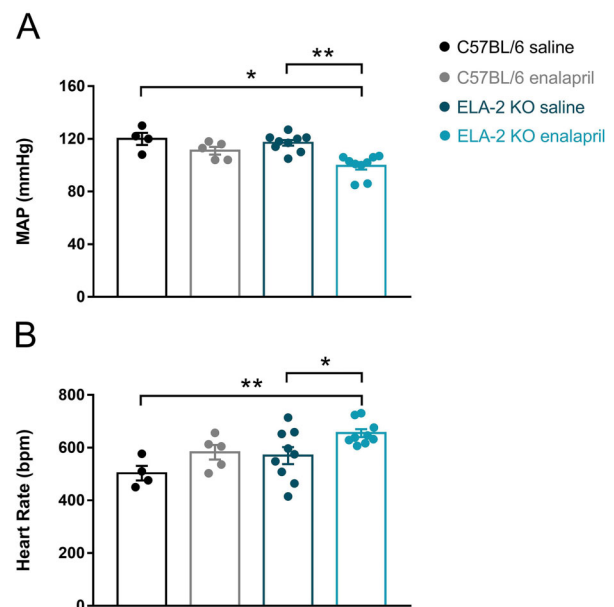 A
C57BL/6 saline
C57BL/6 enalapril
ELA-2 KO saline
ELA-2 KO enalapril
**
*
160
120
80
40
0
MAP (mmHg)
B
*
**
800
600
400
200
0
Heart Rate (bpm)